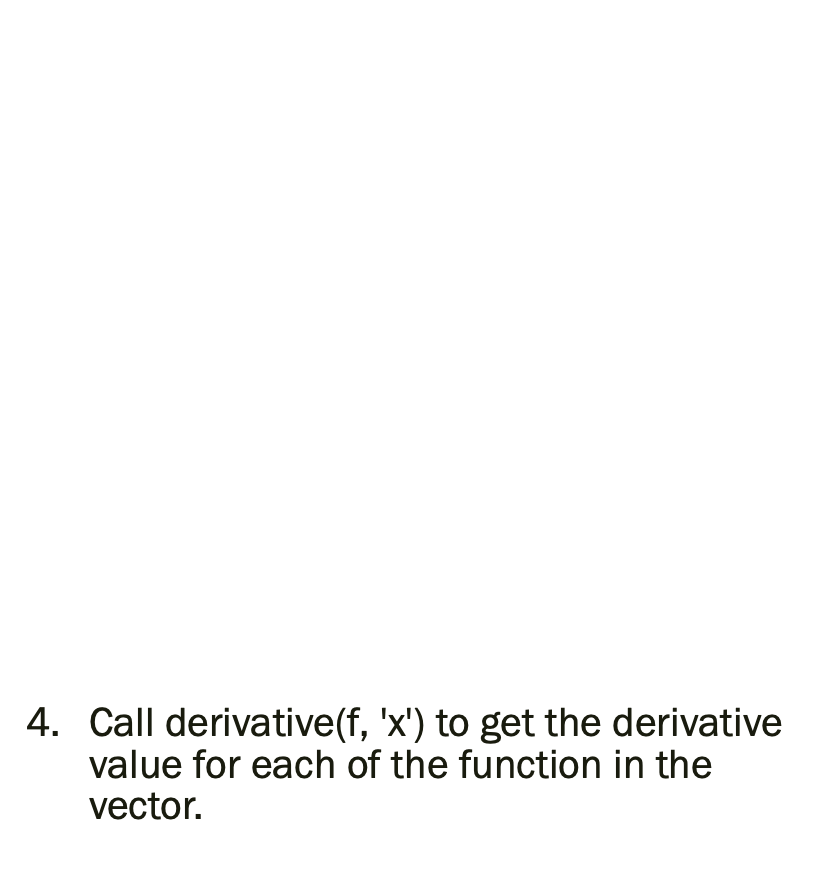 4. Call derivative(f, 'x') to get the derivative
value for each of the function in the
vector.